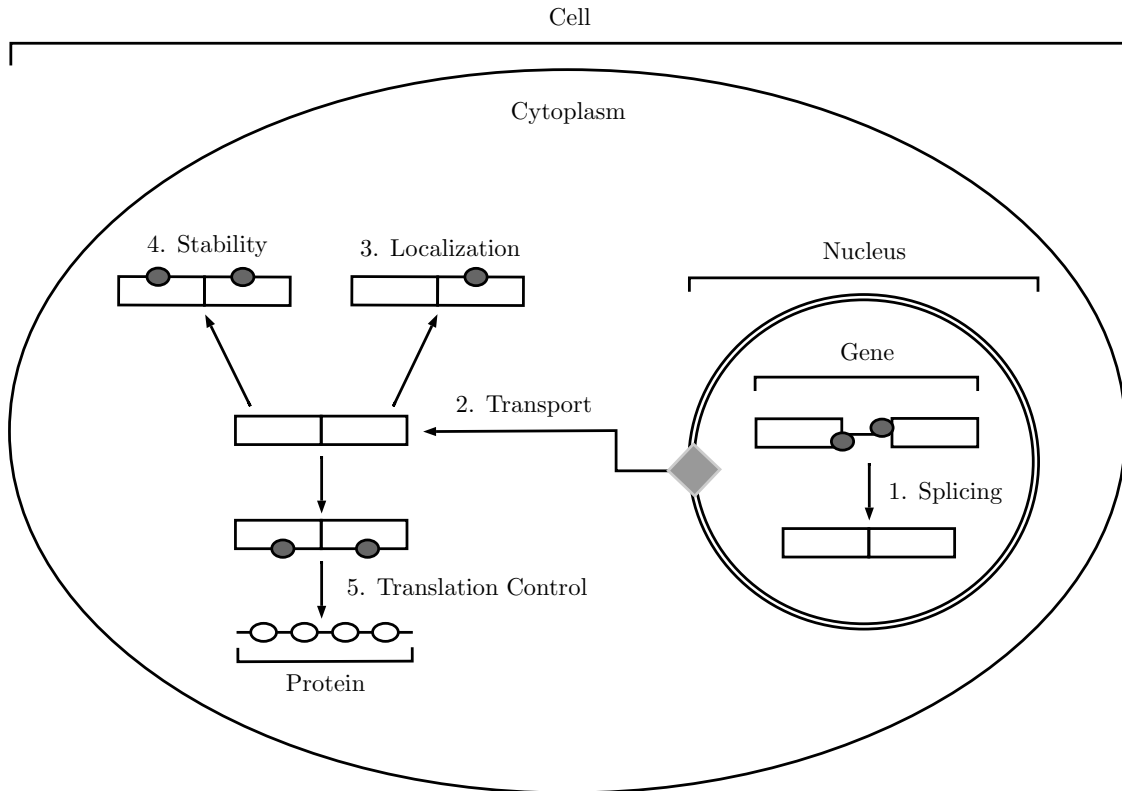 Cell
Cytoplasm
4. Stability
3. Localization
Nucleus
Gene
2. Transport
1. Splicing
5. Translation Control
Protein